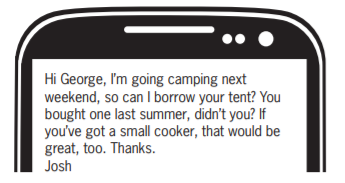 Hi George, I'm going camping next
weekend, so can I borrow your tent? You
bought one last summer, didn't you? If
you've got a small cooker, that would be
great, too. Thanks.
Josh